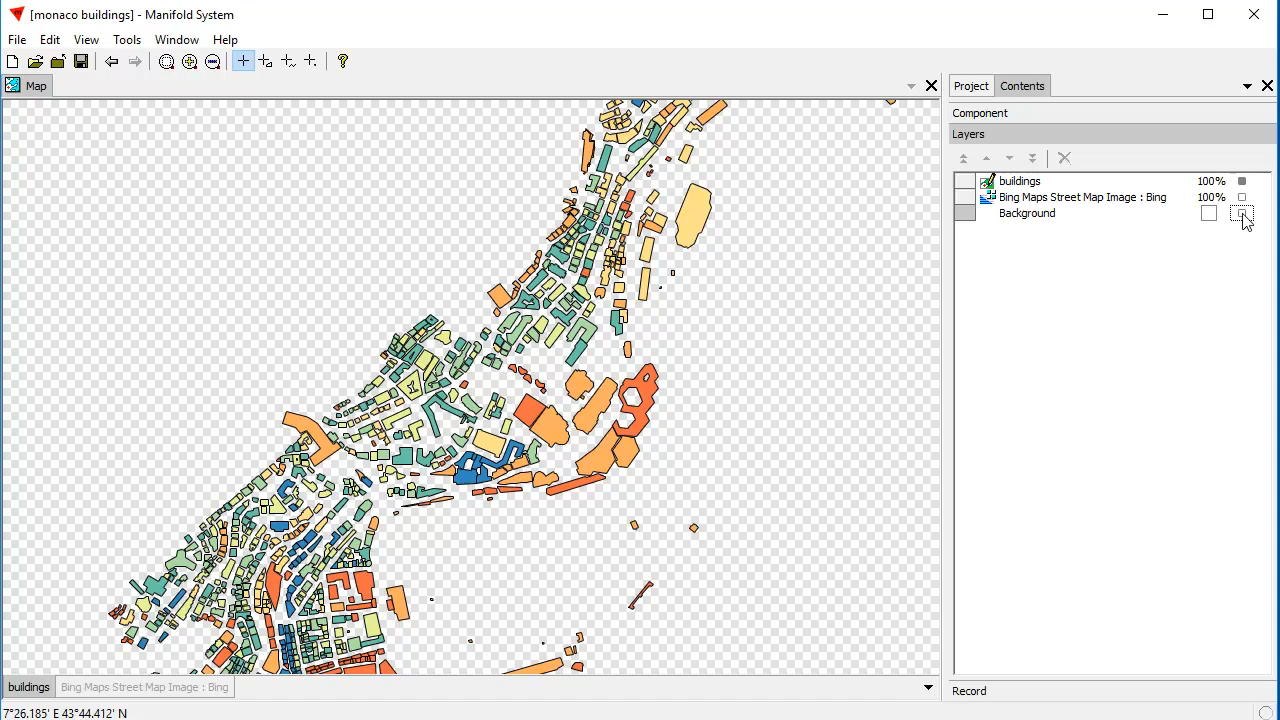 [monaco buildings] - Manifold System
File Edit View Tools Window Help
Map
Project Contents
Component
Layers
buildings 100%
Bing Maps Street Map Image : Bing 100%
Background
buildings Bing Maps Street Map Image : Bing
Record
7°26.185' E 43°44.412' N